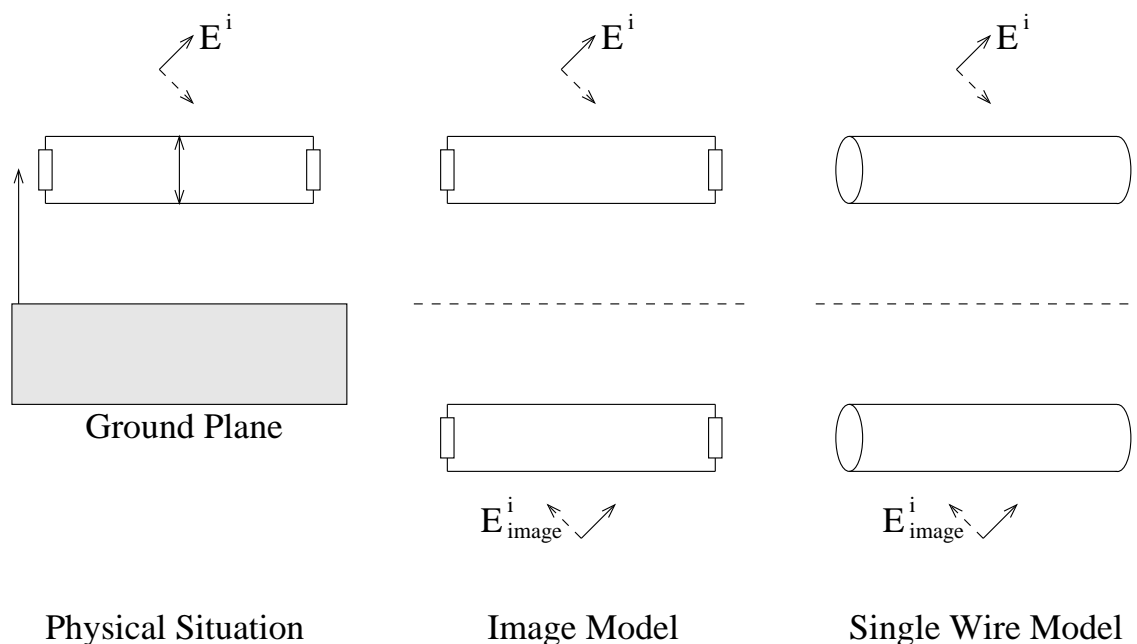 E^i
E^i
E^i
Ground Plane
E^i_image
E^i_image
Physical Situation
Image Model
Single Wire Model